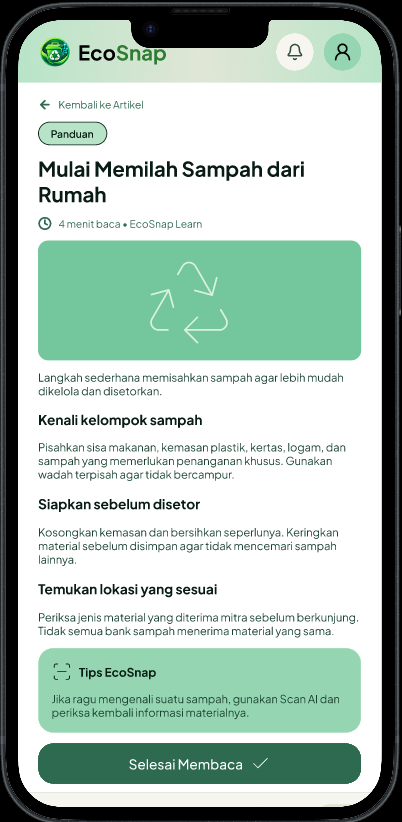 EcoSnap
Kembali ke Artikel
Panduan
Mulai Memilah Sampah dari
Rumah
4 menit baca • EcoSnap Learn
Langkah sederhana memisahkan sampah agar lebih mudah
dikelola dan disetorkan.
Kenali kelompok sampah
Pisahkan sisa makanan, kemasan plastik, kertas, logam, dan
sampah yang memerlukan penanganan khusus. Gunakan
wadah terpisah agar tidak bercampur.
Siapkan sebelum disetor
Kosongkan kemasan dan bersihkan seperlunya. Keringkan
material sebelum disimpan agar tidak mencemari sampah
lainnya.
Temukan lokasi yang sesuai
Periksa jenis material yang diterima mitra sebelum berkunjung.
Tidak semua bank sampah menerima material yang sama.
Tips EcoSnap
Jika ragu mengenali suatu sampah, gunakan Scan AI dan
periksa kembali informasi materialnya.
Selesai Membaca